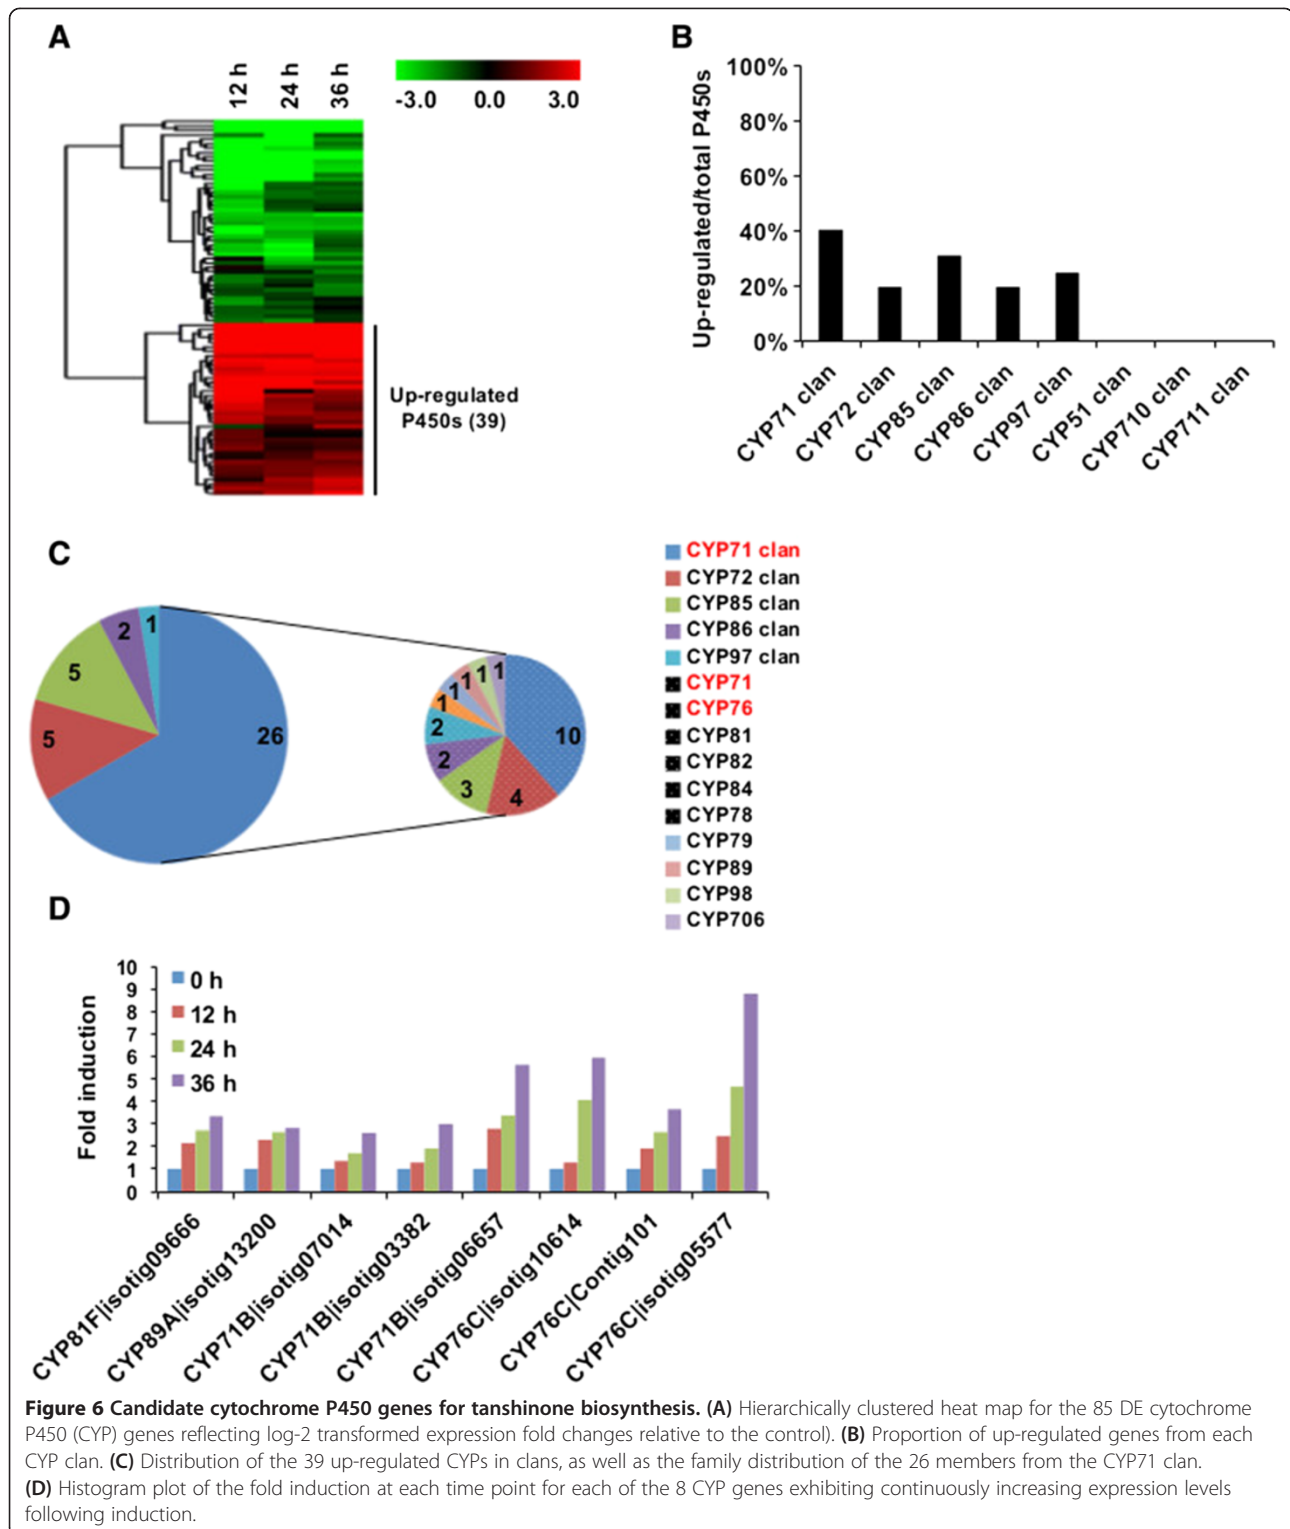 A
12 h
24 h
36 h
-3.0 0.0 3.0
Up-regulated
P450s (39)
B
Up-regulated/total P450s
100%
80%
60%
40%
20%
0%
CYP71 clan
CYP72 clan
CYP85 clan
CYP86 clan
CYP97 clan
CYP51 clan
CYP710 clan
CYP711 clan
C
26
5
5
2
1
10
4
3
2
2
1
1
1
1
1
CYP71 clan
CYP72 clan
CYP85 clan
CYP86 clan
CYP97 clan
CYP71
CYP76
CYP81
CYP82
CYP84
CYP78
CYP79
CYP89
CYP98
CYP706
D
Fold induction
10
9
8
7
6
5
4
3
2
1
0
0 h
12 h
24 h
36 h
CYP81F|isotig09666
CYP89A|isotig13200
CYP71B|isotig07014
CYP71B|isotig03382
CYP71B|isotig06657
CYP76C|isotig10614
CYP76C|Contig101
CYP76C|isotig05577
Figure 6 Candidate cytochrome P450 genes for tanshinone biosynthesis. (A) Hierarchically clustered heat map for the 85 DE cytochrome
P450 (CYP) genes reflecting log-2 transformed expression fold changes relative to the control). (B) Proportion of up-regulated genes from each
CYP clan. (C) Distribution of the 39 up-regulated CYPs in clans, as well as the family distribution of the 26 members from the CYP71 clan.
(D) Histogram plot of the fold induction at each time point for each of the 8 CYP genes exhibiting continuously increasing expression levels
following induction.